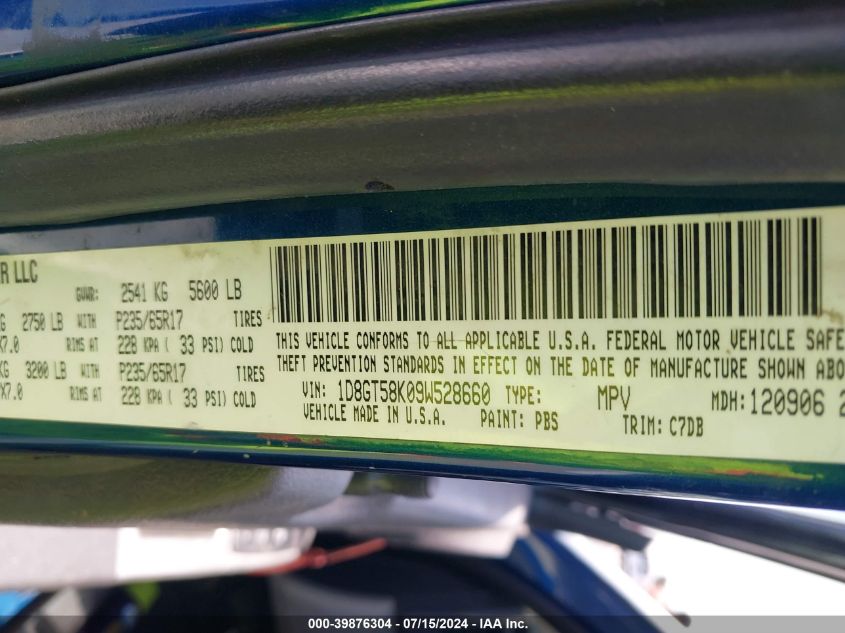 R LLC
GVWR: 2541 KG 5600 LB
G 2750 LB WITH P235/65R17 TIRES
X7.0 RIMS AT 228 KPA ( 33 PSI) COLD
KG 3200 LB WITH P235/65R17 TIRES
X7.0 RIMS AT 228 KPA ( 33 PSI) COLD
THIS VEHICLE CONFORMS TO ALL APPLICABLE U.S.A. FEDERAL MOTOR VEHICLE SAFE
THEFT PREVENTION STANDARDS IN EFFECT ON THE DATE OF MANUFACTURE SHOWN ABO
VIN: 1D8GT58K09W528660 TYPE: MPV MDH: 120906 2
VEHICLE MADE IN U.S.A. PAINT: PBS TRIM: C7DB
000-39876304 - 07/15/2024 - IAA Inc.